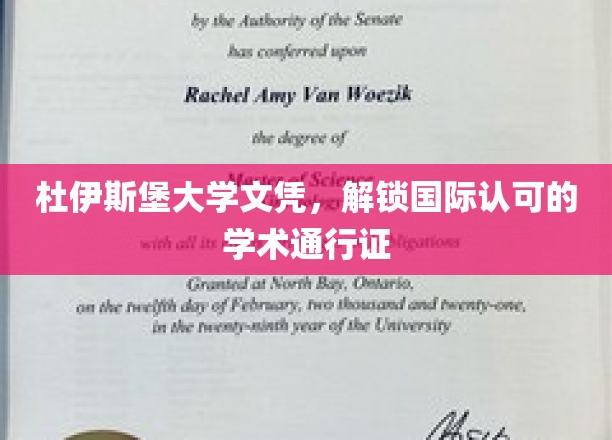 by the Authority of the Senate
has conferred upon
Rachel Amy Van Woezik
the degree of
Master of Science
杜伊斯堡大学文凭，解锁国际认可的
学术通行证
with all its
Granted at North Bay, Ontario,
on the twelfth day of February, two thousand and twenty-one,
in the twenty-ninth year of the University